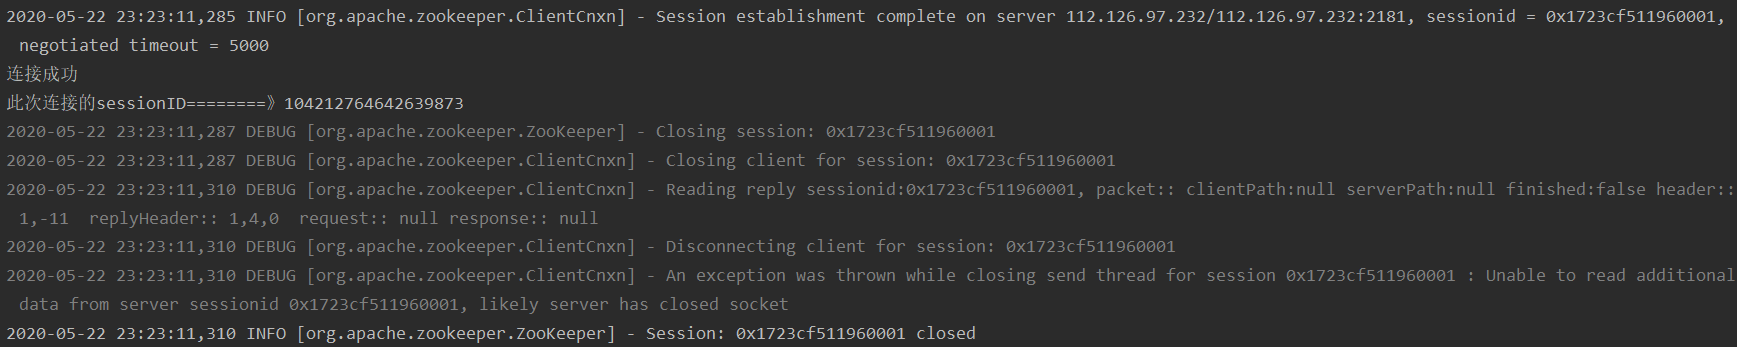 2020-05-22 23:23:11,285 INFO [org.apache.zookeeper.ClientCnxn] - Session establishment complete on server 112.126.97.232/112.126.97.232:2181, sessionid = 0x1723cf511960001,
negotiated timeout = 5000
连接成功
此次连接的sessionID========》104212764642639873
2020-05-22 23:23:11,287 DEBUG [org.apache.zookeeper.ZooKeeper] - Closing session: 0x1723cf511960001
2020-05-22 23:23:11,287 DEBUG [org.apache.zookeeper.ClientCnxn] - Closing client for session: 0x1723cf511960001
2020-05-22 23:23:11,310 DEBUG [org.apache.zookeeper.ClientCnxn] - Reading reply sessionid:0x1723cf511960001, packet:: clientPath:null serverPath:null finished:false header::
1,-11  replyHeader:: 1,4,0  request:: null response:: null
2020-05-22 23:23:11,310 DEBUG [org.apache.zookeeper.ClientCnxn] - Disconnecting client for session: 0x1723cf511960001
2020-05-22 23:23:11,310 DEBUG [org.apache.zookeeper.ClientCnxn] - An exception was thrown while closing send thread for session 0x1723cf511960001 : Unable to read additional
data from server sessionid 0x1723cf511960001, likely server has closed socket
2020-05-22 23:23:11,310 INFO [org.apache.zookeeper.ZooKeeper] - Session: 0x1723cf511960001 closed